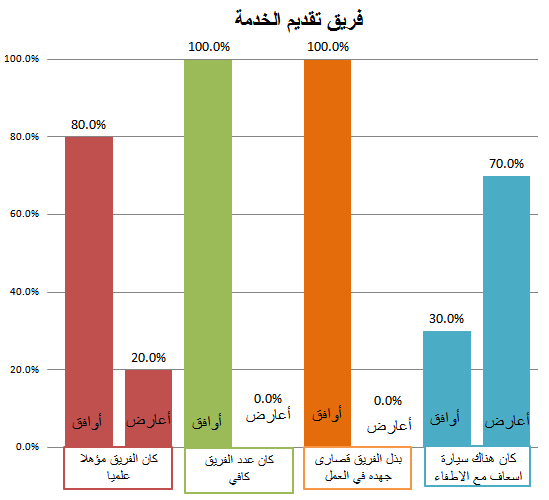 فريق تقديم الخدمة
100.0%
100.0%
100.0%
80.0%
80.0%
70.0%
60.0%
40.0%
30.0%
20.0%
20.0%
0.0%
0.0%
0.0%
أوافق
أعارض
أوافق
أعارض
أوافق
أعارض
أوافق
أعارض
كان الفريق مؤهلا
علميا
كان عدد الفريق
كافي
بذل الفريق قصارى
جهده في العمل
كان هناك سيارة
اسعاف مع الاطفاء